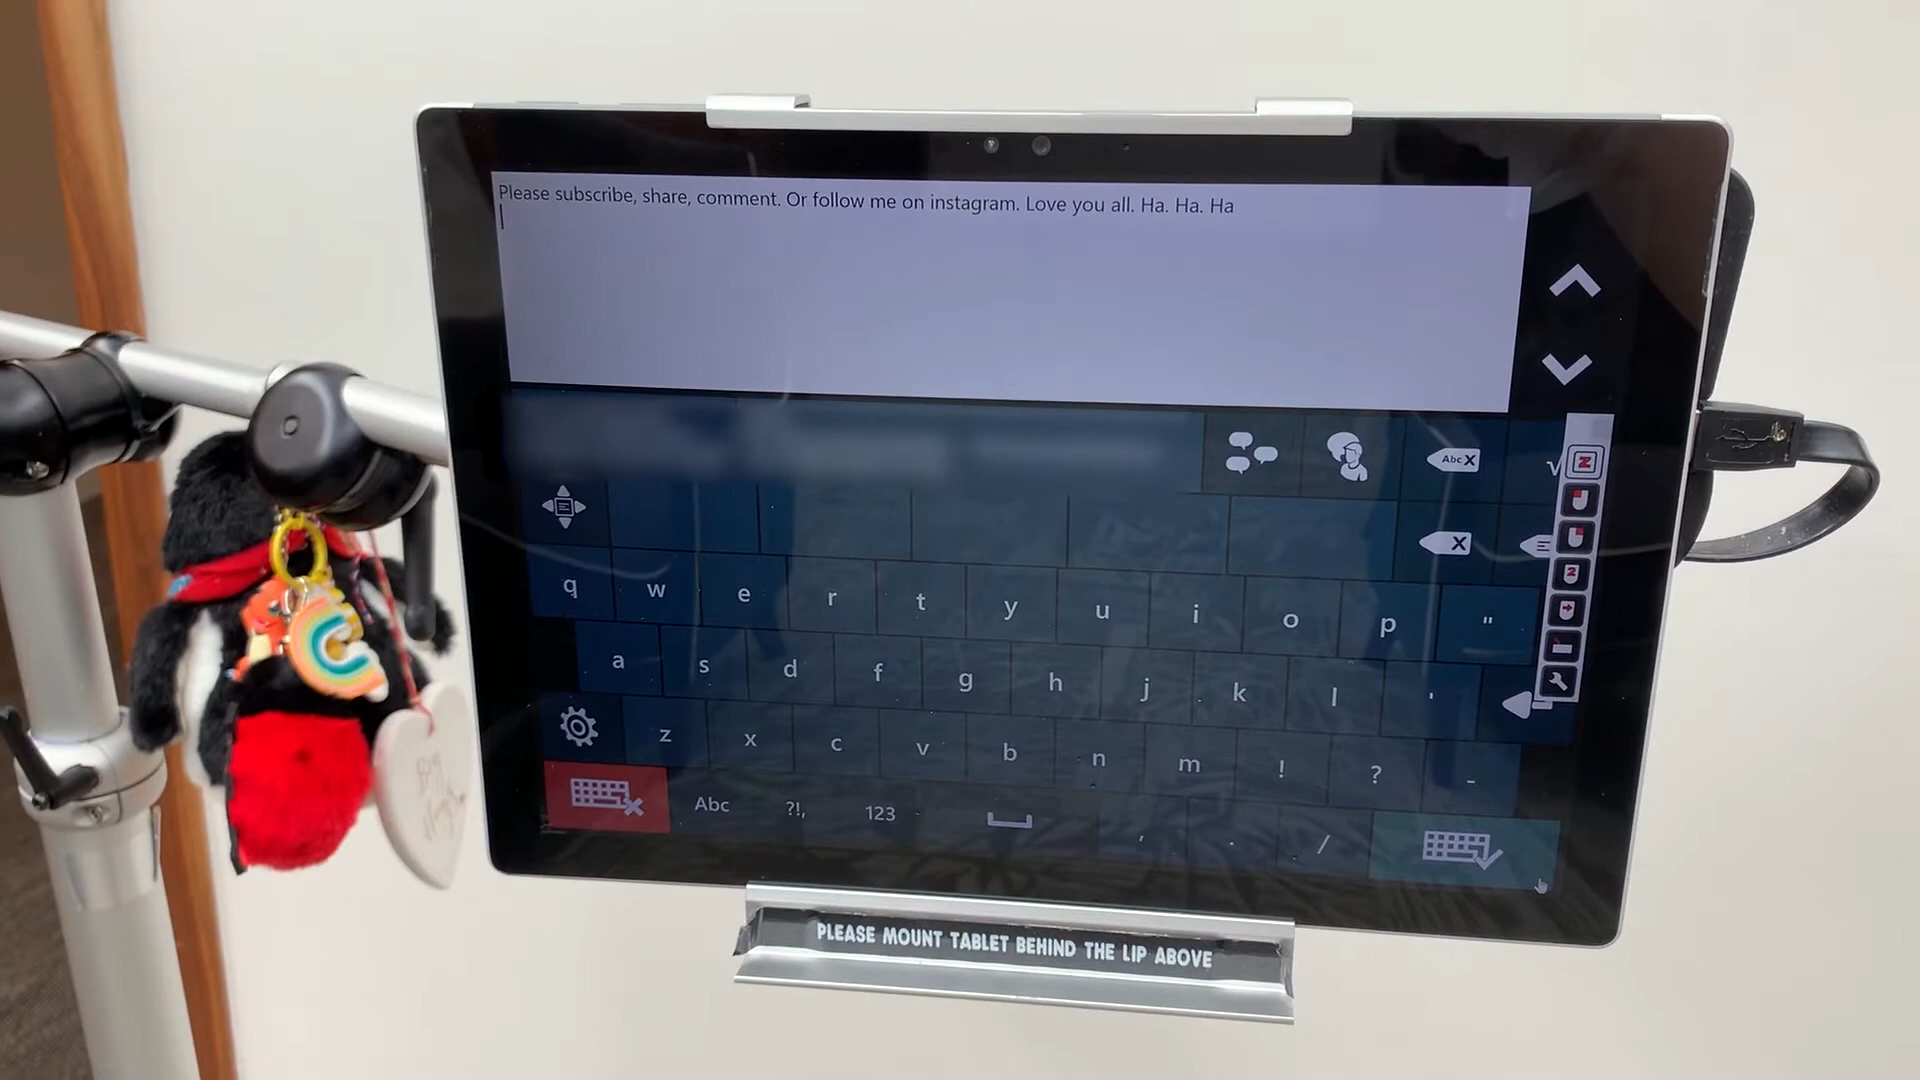 Please subscribe, share, comment. Or follow me on instagram. Love you all. Ha. Ha. Ha
Abc X
X
q w e r t y u i o p "
a s d f g h j k l '
z x c v b n m ! ? -
Abc ?!, 123 , . /
PLEASE MOUNT TABLET BEHIND THE LIP ABOVE